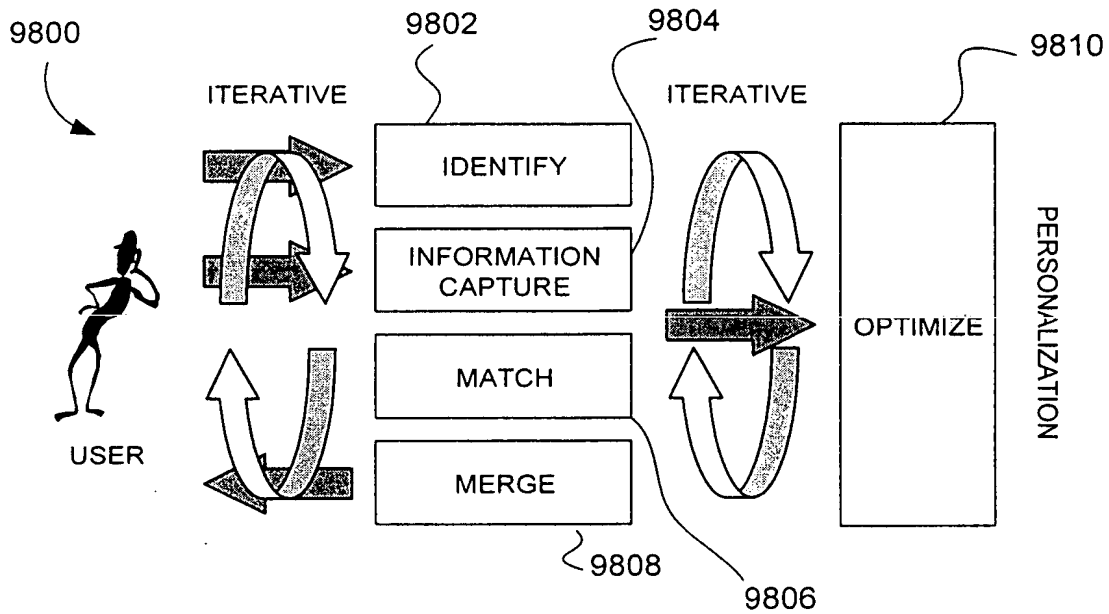 9800
9802
9804
9810
ITERATIVE
ITERATIVE
IDENTIFY
INFORMATION
CAPTURE
MATCH
MERGE
OPTIMIZE
PERSONALIZATION
USER
9808
9806